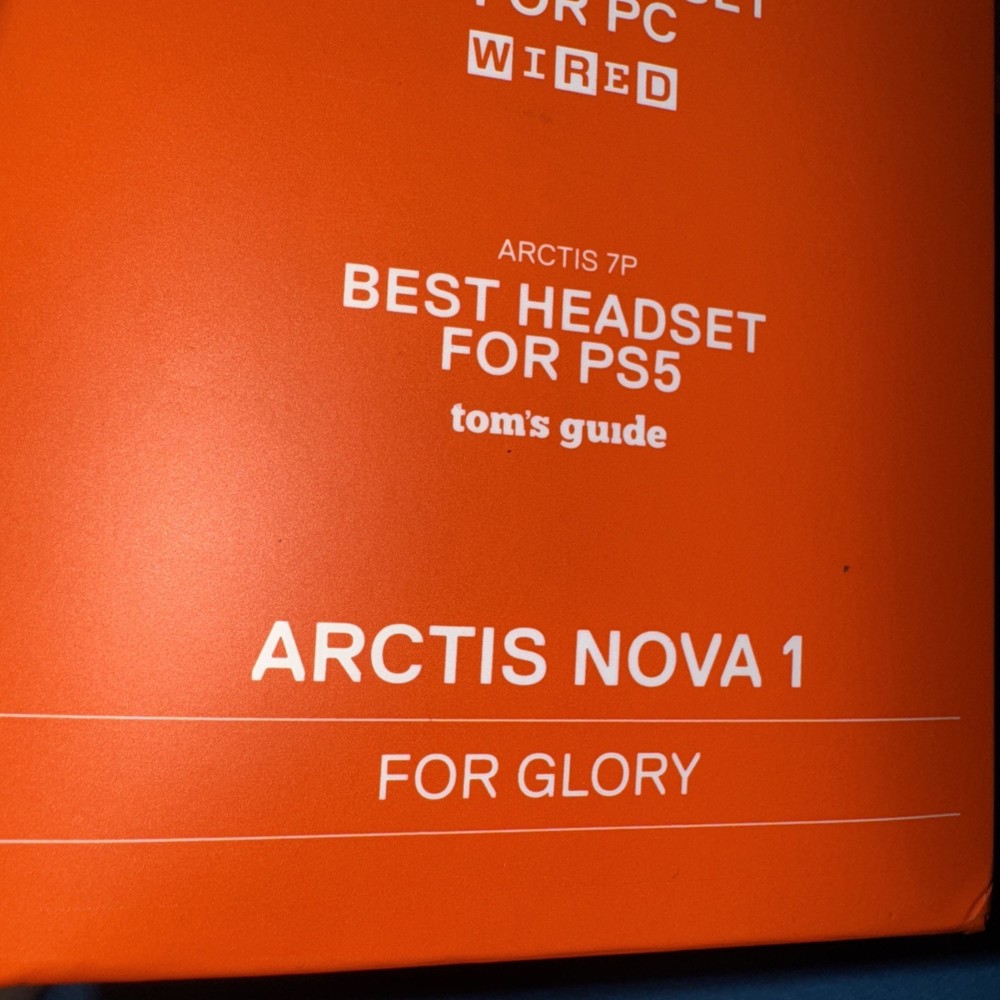 FOR PC
WIRED
ARCTIS 7P
BEST HEADSET
FOR PS5
tom's guide
ARCTIS NOVA 1
FOR GLORY